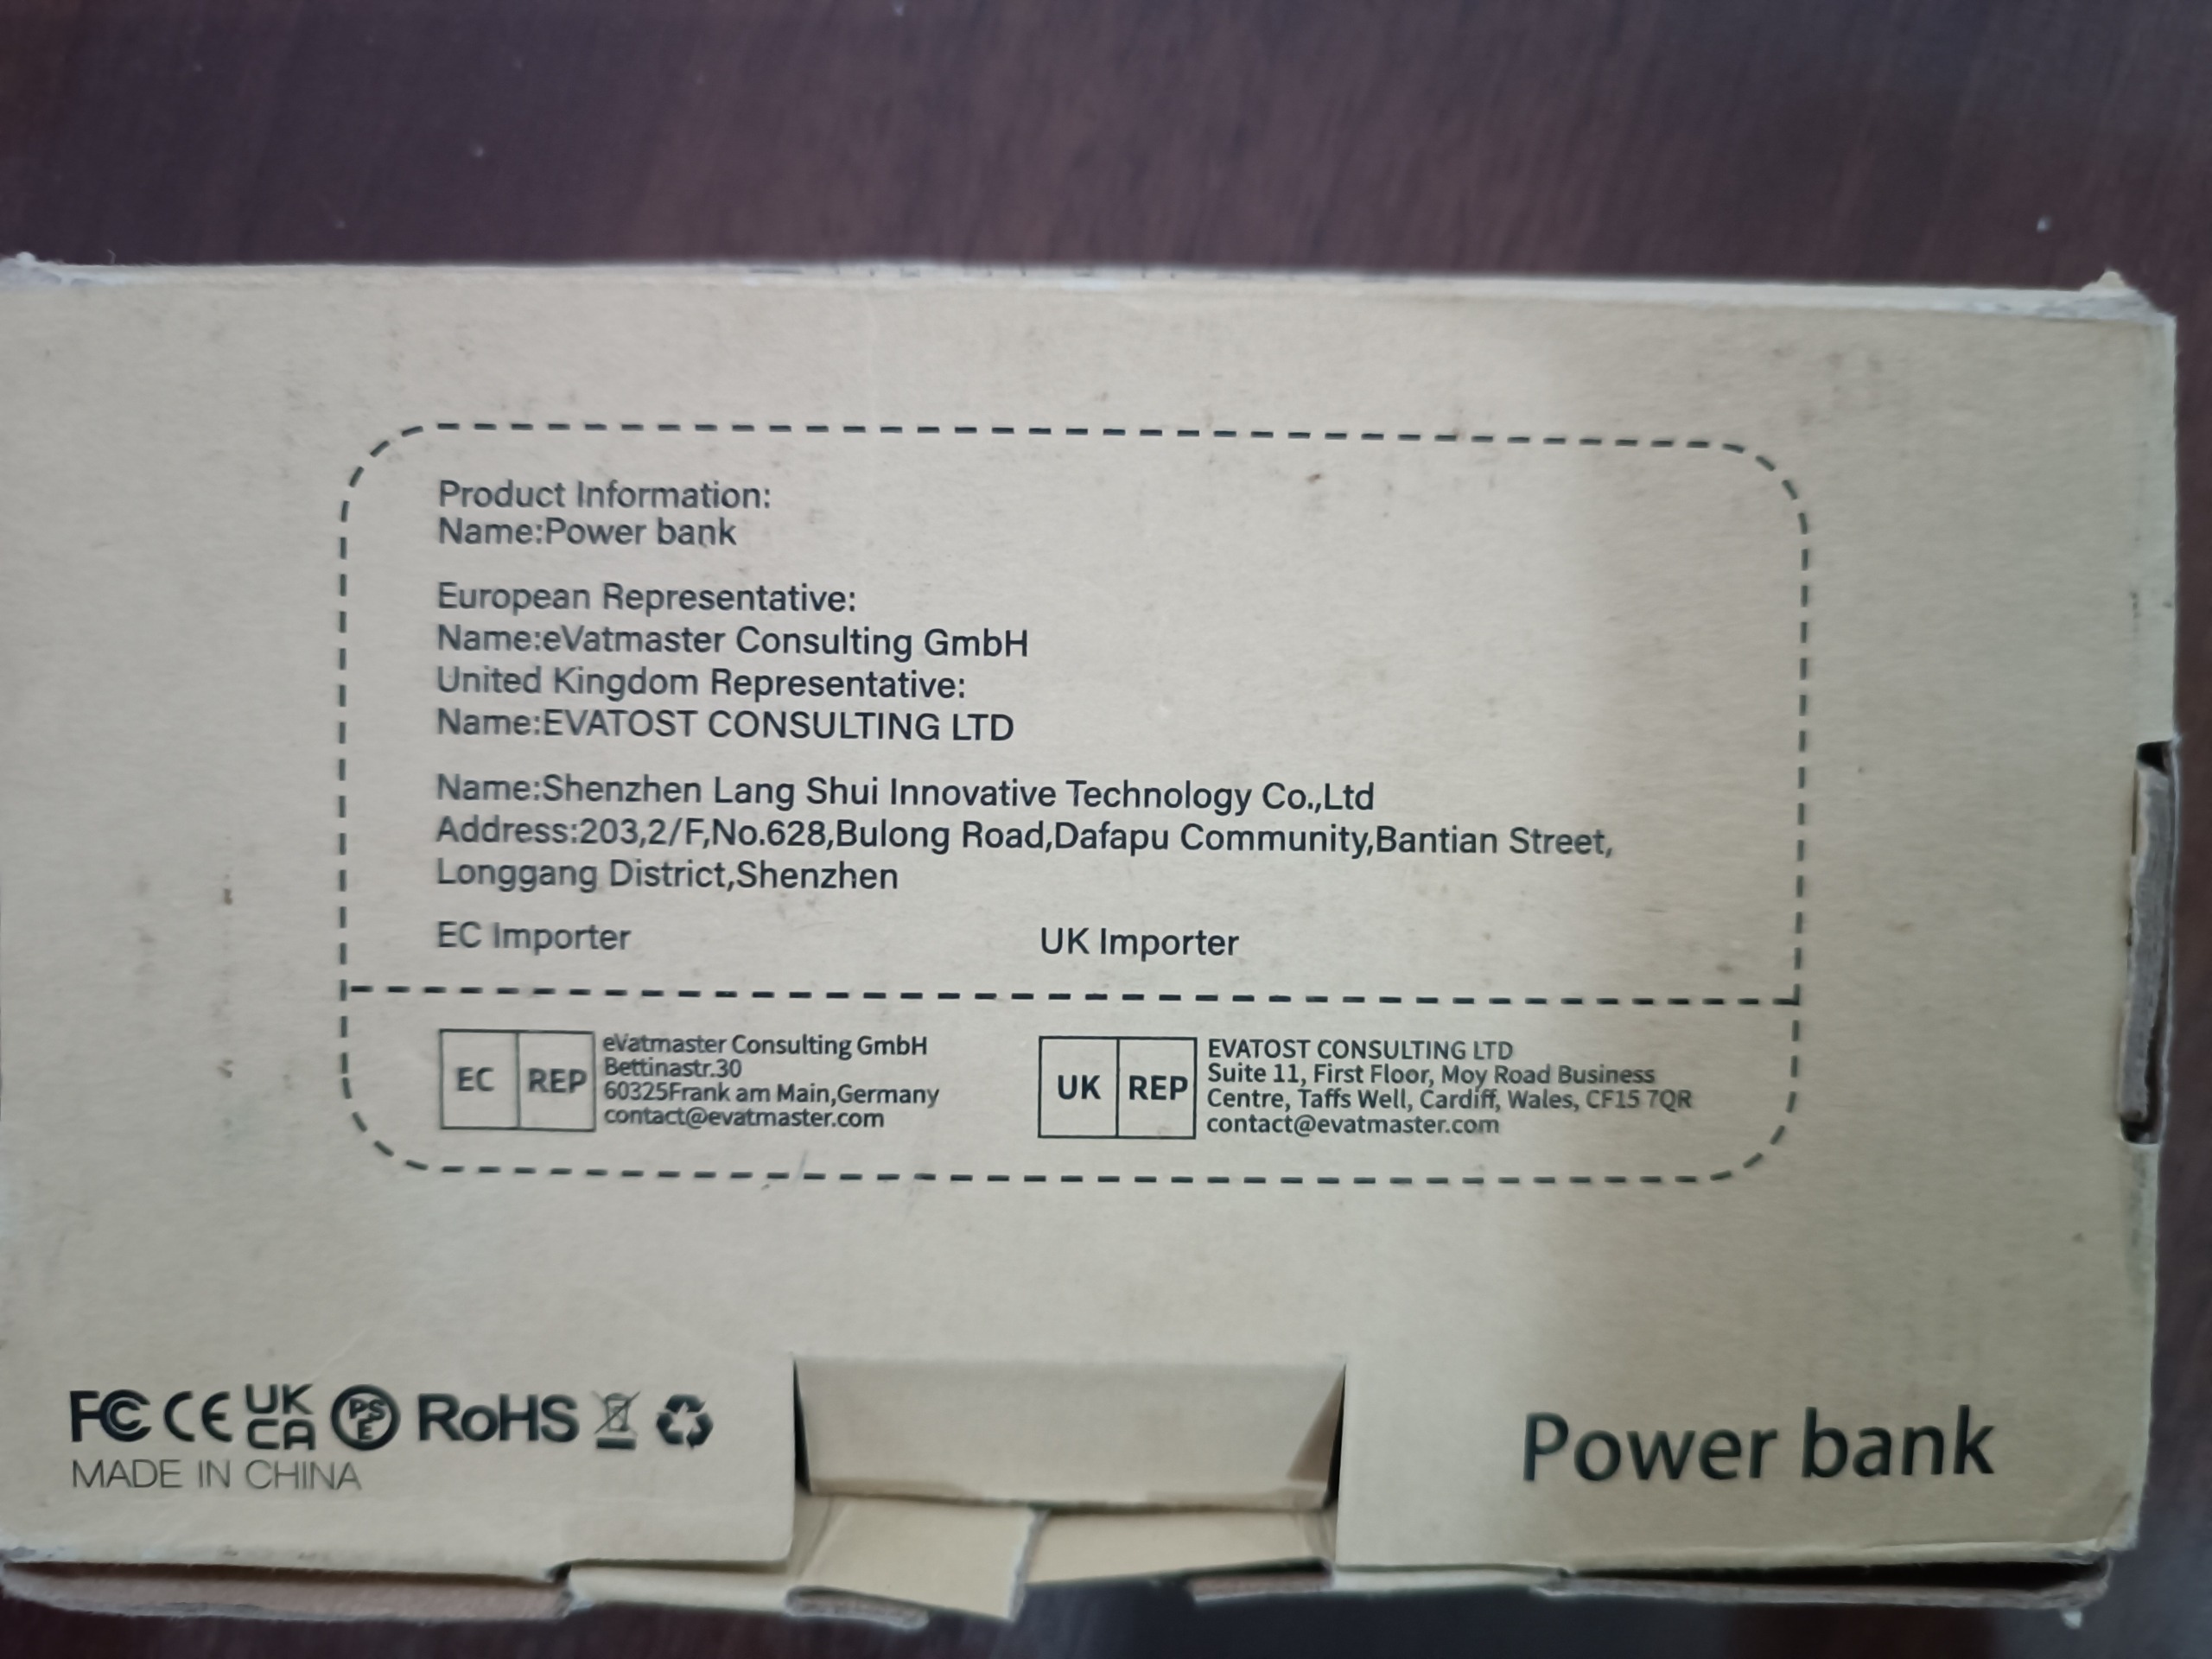 Product Information:
Name:Power bank
European Representative:
Name:eVatmaster Consulting GmbH
United Kingdom Representative:
Name:EVATOST CONSULTING LTD
Name:Shenzhen Lang Shui Innovative Technology Co.,Ltd
Address:203,2/F,No.628,Bulong Road,Dafapu Community,Bantian Street,
Longgang District,Shenzhen
EC Importer
UK Importer
EC REP
eVatmaster Consulting GmbH
Bettinastr.30
60325Frank am Main,Germany
contact@evatmaster.com
UK REP
EVATOST CONSULTING LTD
Suite 11, First Floor, Moy Road Business
Centre, Taffs Well, Cardiff, Wales, CF15 7QR
contact@evatmaster.com
FC CE UK CA PS E RoHS
MADE IN CHINA
Power bank